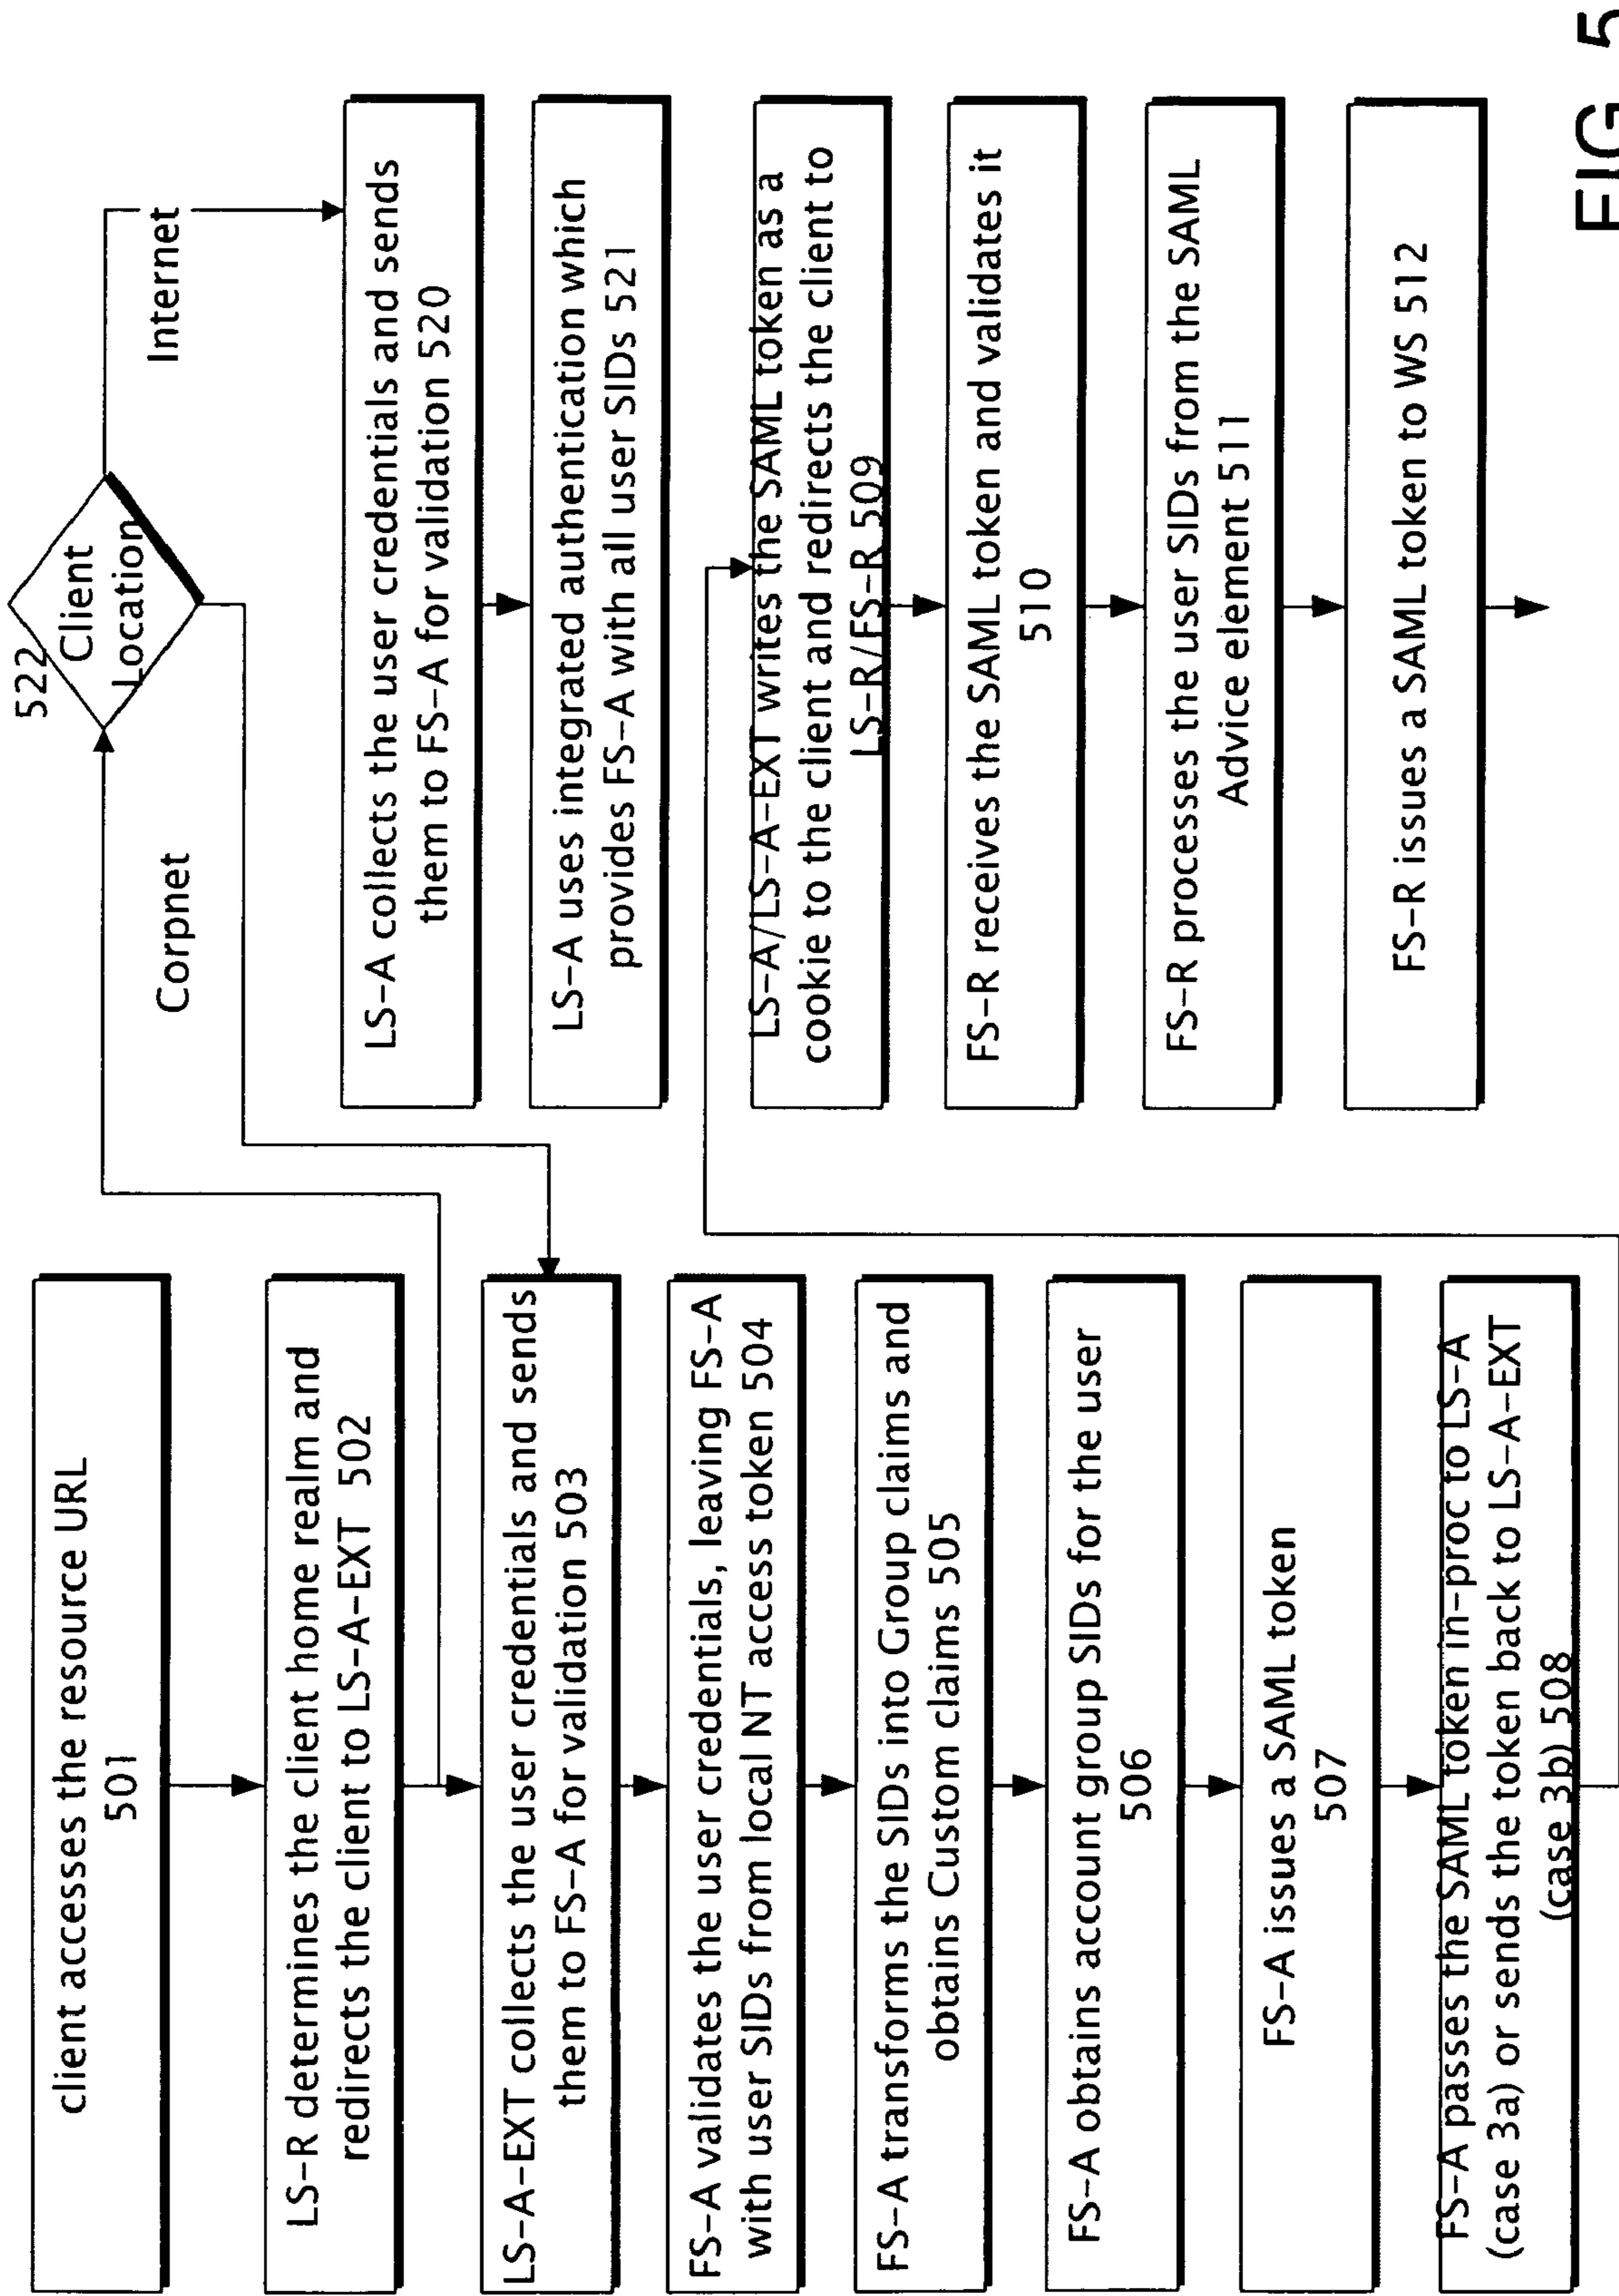 client accesses the resource URL
501
LS-R determines the client home realm and
redirects the client to LS-A-EXT 502
LS-A-EXT collects the user credentials and sends
them to FS-A for validation 503
FS-A validates the user credentials, leaving FS-A
with user SIDs from local NT access token 504
FS-A transforms the SIDs into Group claims and
obtains Custom claims 505
FS-A obtains account group SIDs for the user
506
FS-A issues a SAML token
507
FS-A passes the SAML token in-proc to LS-A
(case 3a) or sends the token back to LS-A-EXT
(case 3b) 508
522
Client
Location
Corpnet
Internet
LS-A collects the user credentials and sends
them to FS-A for validation 520
LS-A uses integrated authentication which
provides FS-A with all user SIDs 521
LS-A/LS-A-EXT writes the SAML token as a
cookie to the client and redirects the client to
LS-R/FS-R 509
FS-R receives the SAML token and validates it
510
FS-R processes the user SIDs from the SAML
Advice element 511
FS-R issues a SAML token to WS 512
FIG 5